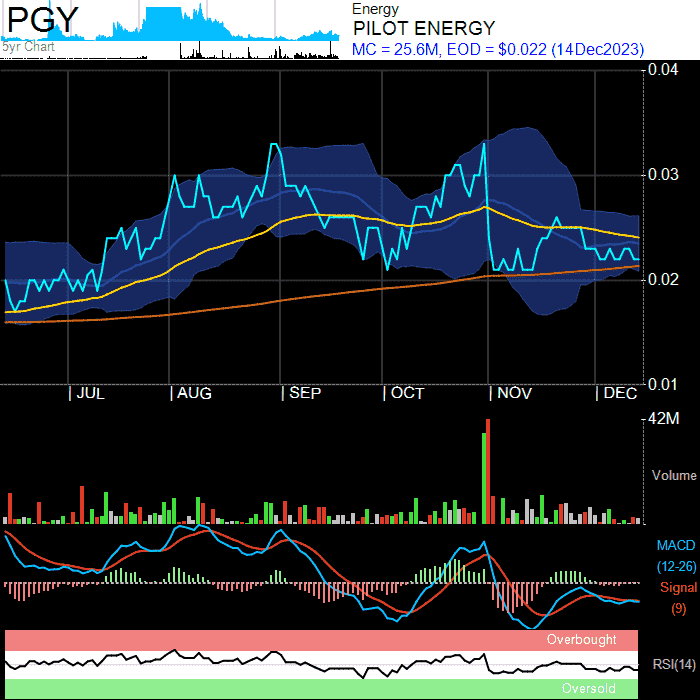 PGY
5yr Chart
Energy
PILOT ENERGY
MC = 25.6M, EOD = $0.022 (14Dec2023)
0.04
0.03
0.02
0.01
JUL
AUG
SEP
OCT
NOV
DEC
42M
Volume
MACD
(12-26)
Signal
(9)
Overbought
RSI(14)
Oversold